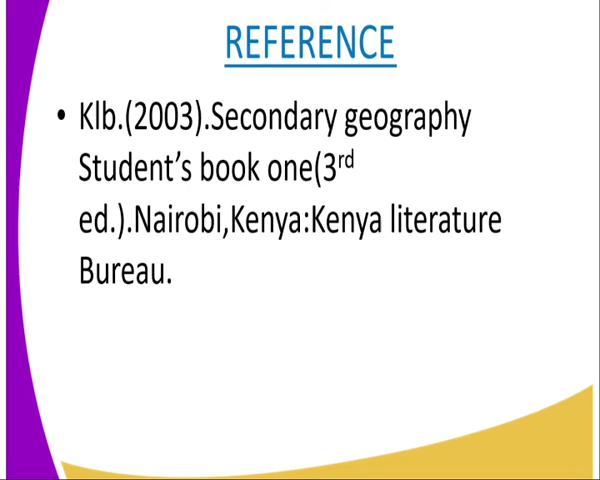 REFERENCE
• Klb.(2003).Secondary geography
Student’s book one(3rd
ed.).Nairobi,Kenya:Kenya literature
Bureau.